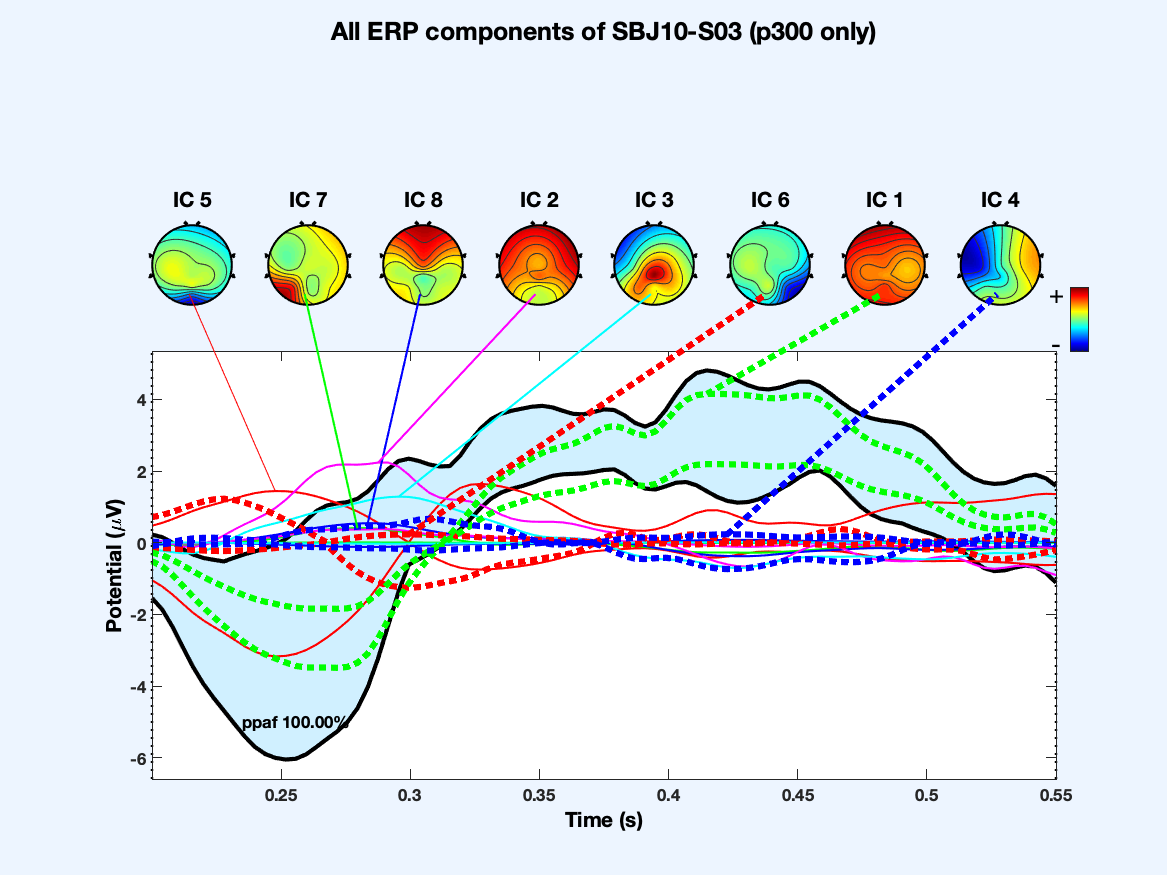 All ERP components of SBJ10-S03 (p300 only)
IC 5 IC 7 IC 8 IC 2 IC 3 IC 6 IC 1 IC 4
+
-
4
2
0
-2
-4
-6
Potential (μV)
ppaf 100.00%
0.25 0.3 0.35 0.4 0.45 0.5 0.55
Time (s)